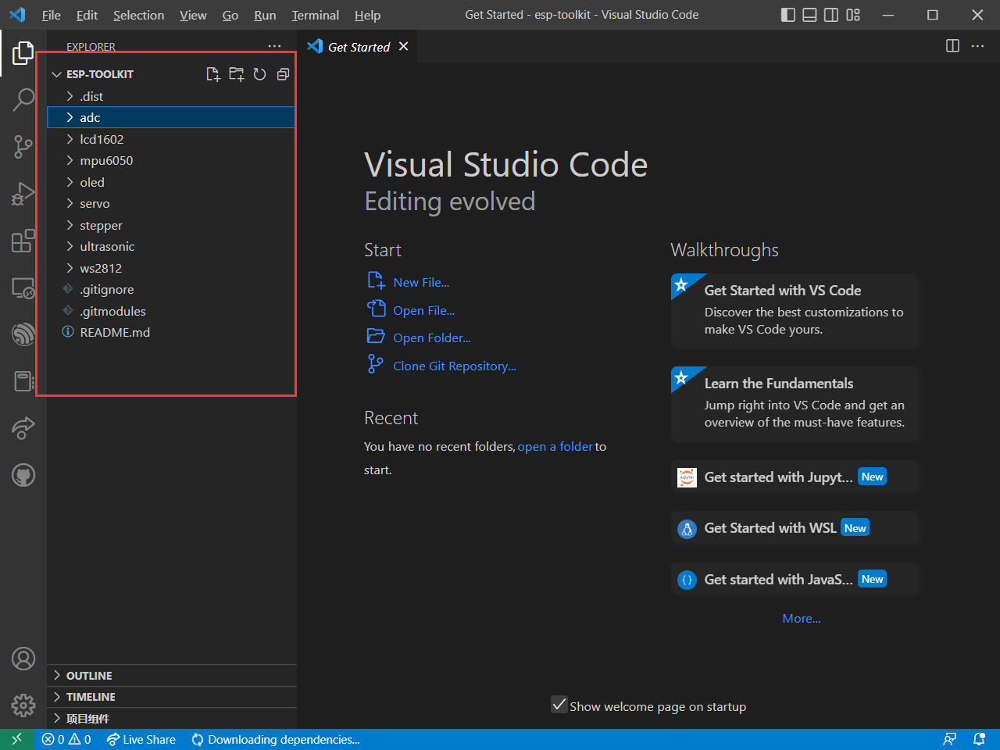 File Edit Selection View Go Run Terminal Help
Get Started - esp-toolkit - Visual Studio Code
EXPLORER
ESP-TOOLKIT
.dist
adc
lcd1602
mpu6050
oled
servo
stepper
ultrasonic
ws2812
.gitignore
.gitmodules
README.md
OUTLINE
TIMELINE
项目组件
Get Started
Visual Studio Code
Editing evolved
Start
New File...
Open File...
Open Folder...
Clone Git Repository...
Recent
You have no recent folders, open a folder to
start.
Walkthroughs
Get Started with VS Code
Discover the best customizations to
make VS Code yours.
Learn the Fundamentals
Jump right into VS Code and get an
overview of the must-have features.
jupyter
Get started with Jupyt... New
Get Started with WSL New
Get started with JavaS... New
More...
Show welcome page on startup
0 0 Live Share Downloading dependencies...